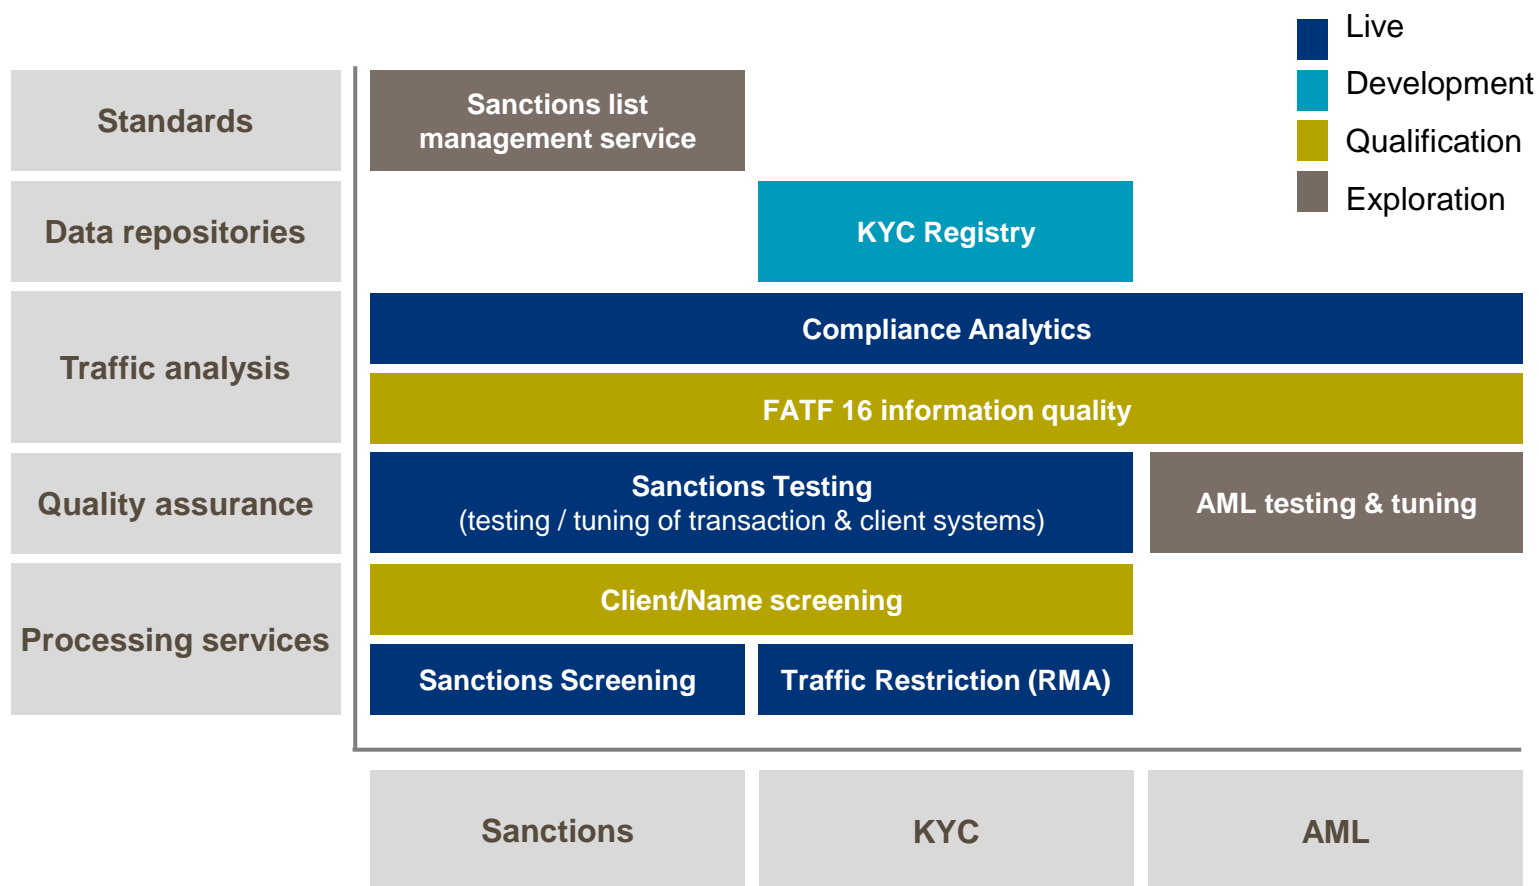 Live
Development
Qualification
Exploration
Standards
Sanctions list
management service
Data repositories
KYC Registry
Traffic analysis
Compliance Analytics
FATF 16 information quality
Quality assurance
Sanctions Testing
(testing / tuning of transaction & client systems)
AML testing & tuning
Processing services
Client/Name screening
Sanctions Screening
Traffic Restriction (RMA)
Sanctions
KYC
AML